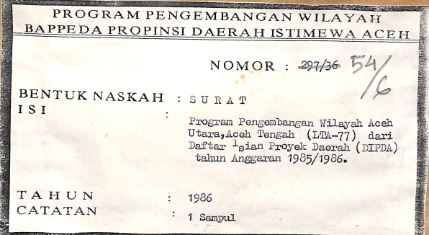 PROGRAM PENGEMBANGAN WILAYAH
BAPPEDA PROPINSI DAERAH ISTIMEWA ACEH
NOMOR : 297/36 54/6
BENTUK NASKAH : SURAT
ISI :
Program Pengembangan Wilayah Aceh
Utara,Aceh Tengah (LTA-77) dari
Daftar Isian Proyek Daerah (DIPDA)
tahun Anggaran 1985/1986.
TAHUN : 1986
CATATAN : 1 Sampul